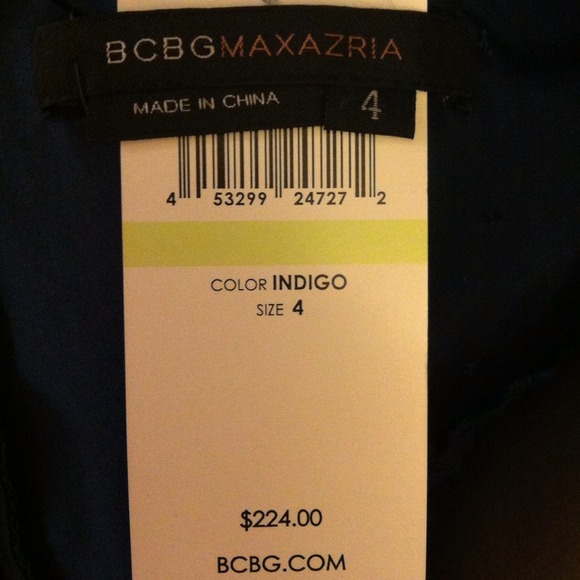 BCBGMAXAZRIA
MADE IN CHINA 4
4 53299 24727 2
COLOR INDIGO
SIZE 4
$224.00
BCBG.COM